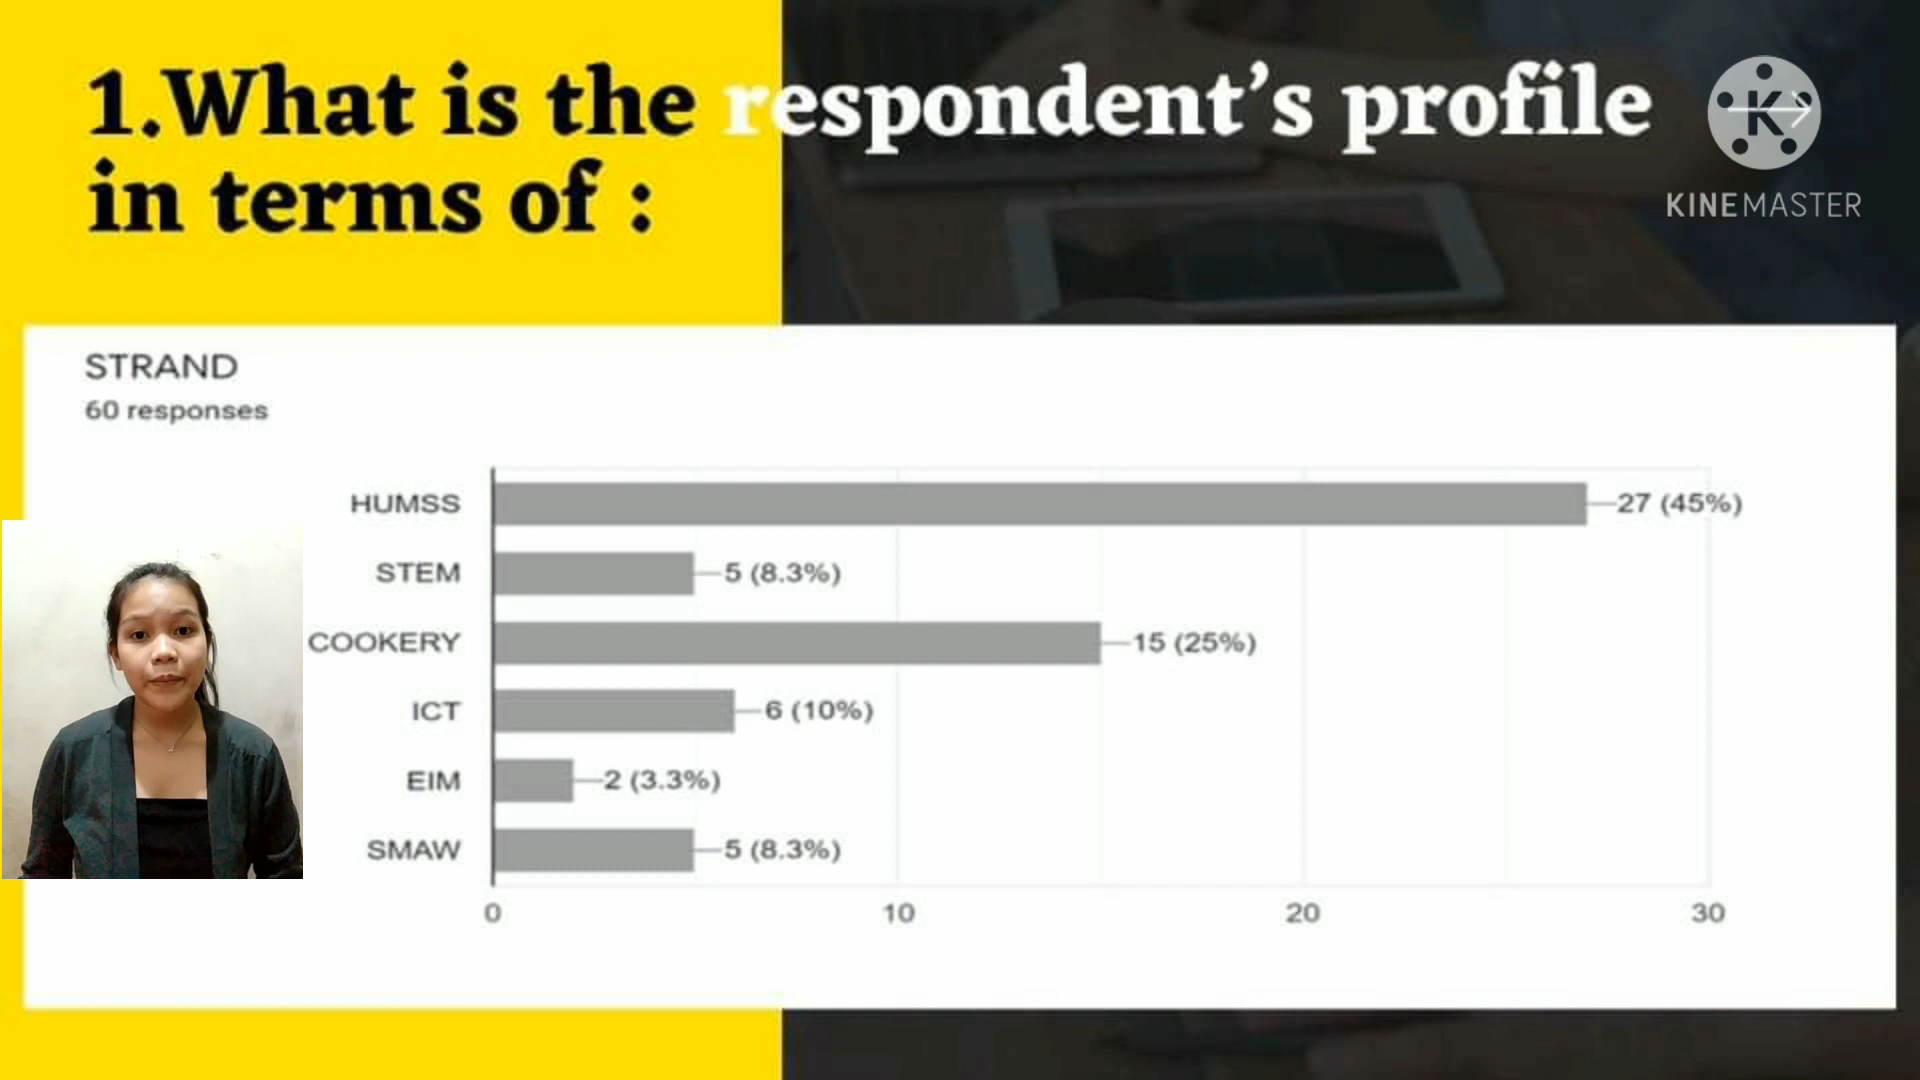 1.What is the respondent's profile
in terms of :
K
KINEMASTER
STRAND
60 responses
HUMSS 27 (45%)
STEM 5 (8.3%)
COOKERY 15 (25%)
ICT 6 (10%)
EIM 2 (3.3%)
SMAW 5 (8.3%)
0 10 20 30